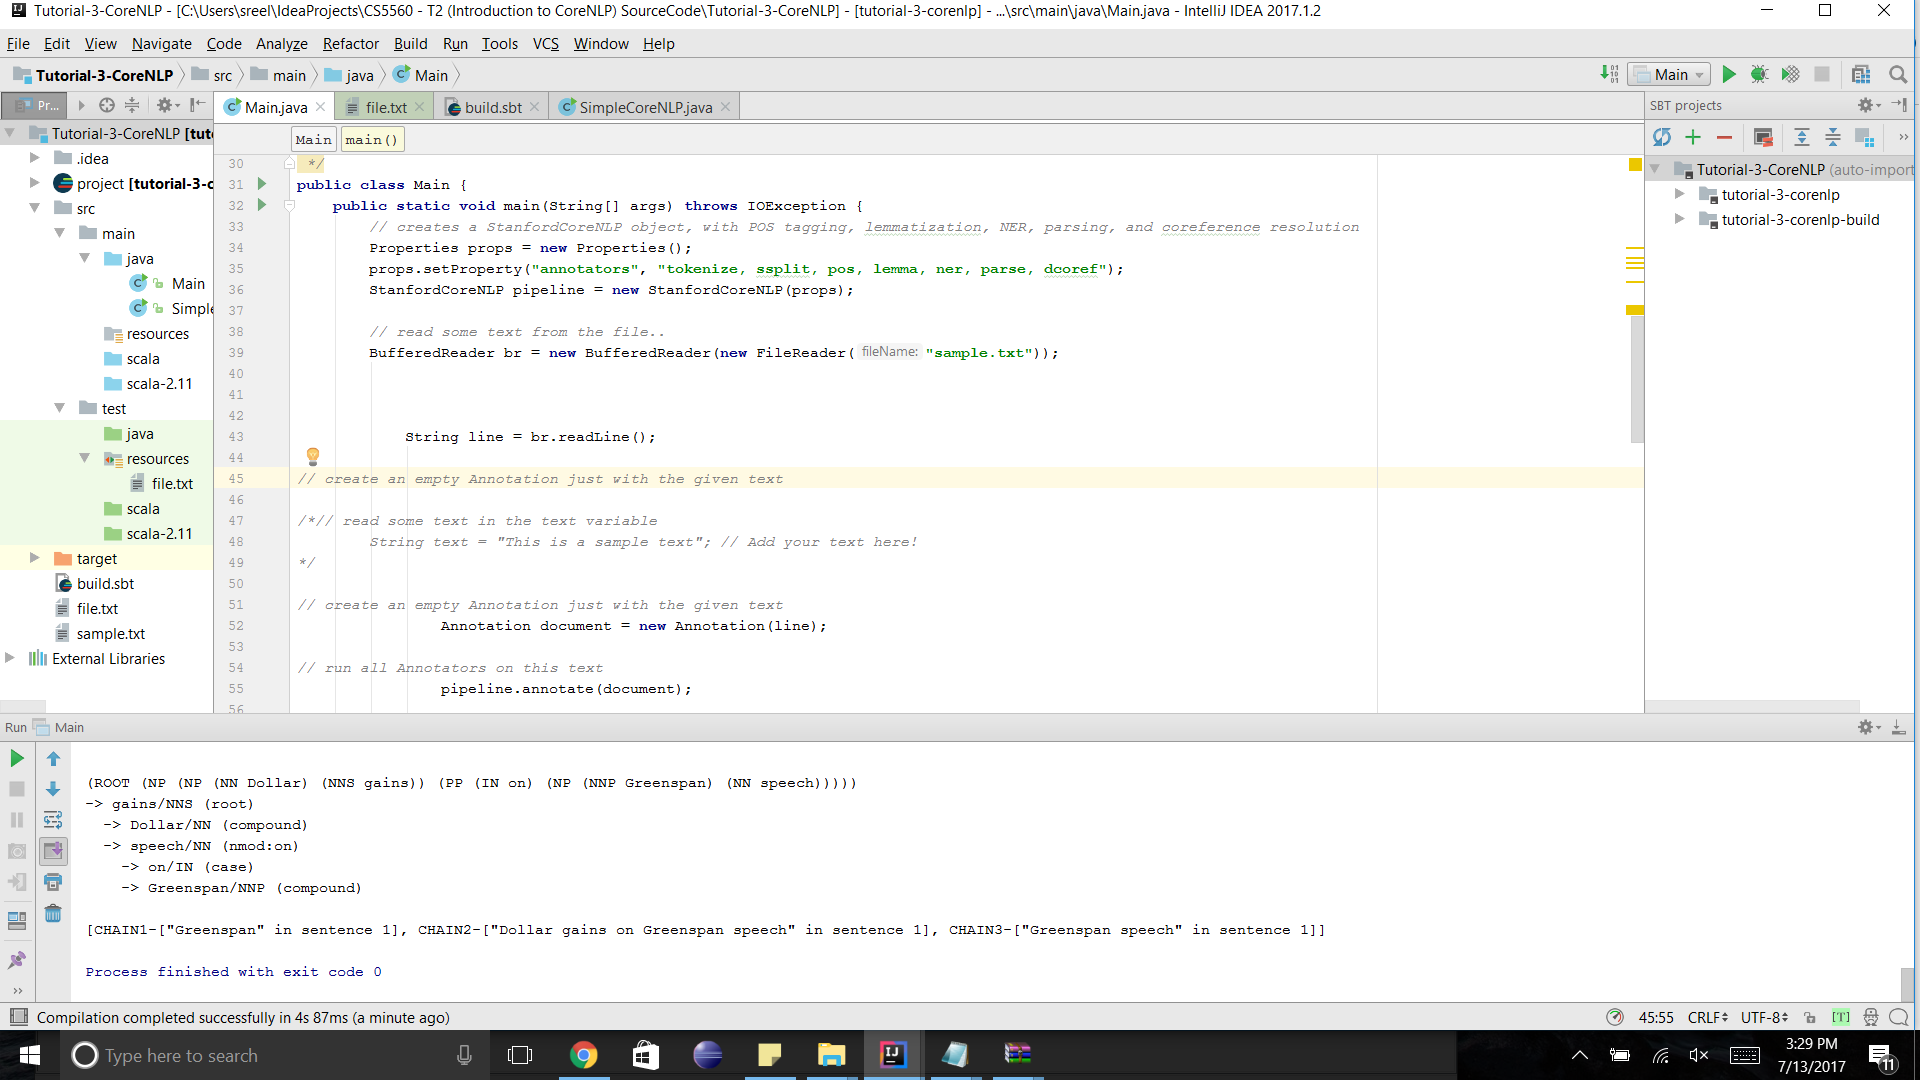 Tutorial-3-CoreNLP - [C:\Users\sreel\IdeaProjects\CS5560 - T2 (Introduction to CoreNLP) SourceCode\Tutorial-3-CoreNLP] - [tutorial-3-corenlp] - ...\src\main\java\Main.java - IntelliJ IDEA 2017.1.2
File Edit View Navigate Code Analyze Refactor Build Run Tools VCS Window Help
Tutorial-3-CoreNLP src main java Main
Main
Pr...
Main.java file.txt build.sbt SimpleCoreNLP.java
SBT projects
Main main()
Tutorial-3-CoreNLP [tut
.idea
project [tutorial-3-c
src
main
java
Main
Simple
resources
scala
scala-2.11
test
java
resources
file.txt
scala
scala-2.11
target
build.sbt
file.txt
sample.txt
External Libraries
30 */
31 public class Main {
32 public static void main(String[] args) throws IOException {
33 // creates a StanfordCoreNLP object, with POS tagging, lemmatization, NER, parsing, and coreference resolution
34 Properties props = new Properties();
35 props.setProperty("annotators", "tokenize, ssplit, pos, lemma, ner, parse, dcoref");
36 StanfordCoreNLP pipeline = new StanfordCoreNLP(props);
37
38 // read some text from the file..
39 BufferedReader br = new BufferedReader(new FileReader( fileName: "sample.txt"));
40
41
42
43 String line = br.readLine();
44
45 // create an empty Annotation just with the given text
46
47 /*// read some text in the text variable
48 String text = "This is a sample text"; // Add your text here!
49 */
50
51 // create an empty Annotation just with the given text
52 Annotation document = new Annotation(line);
53
54 // run all Annotators on this text
55 pipeline.annotate(document);
56
Tutorial-3-CoreNLP (auto-import
tutorial-3-corenlp
tutorial-3-corenlp-build
Run Main
(ROOT (NP (NP (NN Dollar) (NNS gains)) (PP (IN on) (NP (NNP Greenspan) (NN speech)))))
-> gains/NNS (root)
-> Dollar/NN (compound)
-> speech/NN (nmod:on)
-> on/IN (case)
-> Greenspan/NNP (compound)
[CHAIN1-["Greenspan" in sentence 1], CHAIN2-["Dollar gains on Greenspan speech" in sentence 1], CHAIN3-["Greenspan speech" in sentence 1]]
Process finished with exit code 0
Compilation completed successfully in 4s 87ms (a minute ago)
45:55 CRLF UTF-8 [T]
Type here to search
3:29 PM
7/13/2017
11